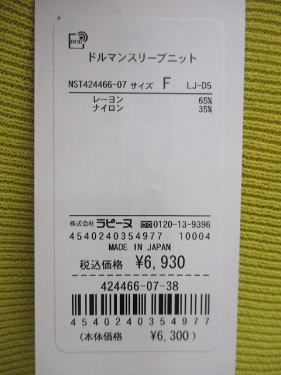 RFID
ドルマンスリーブニット
NST424466-07 サイズ F LJ-D5
レーヨン 65%
ナイロン 35%
株式会社 ラピーヌ 0120-13-9396
4540240354977 10004
MADE IN JAPAN
税込価格 ¥6,930
424466-07-38
4540240354977
(本体価格 ¥6,300)